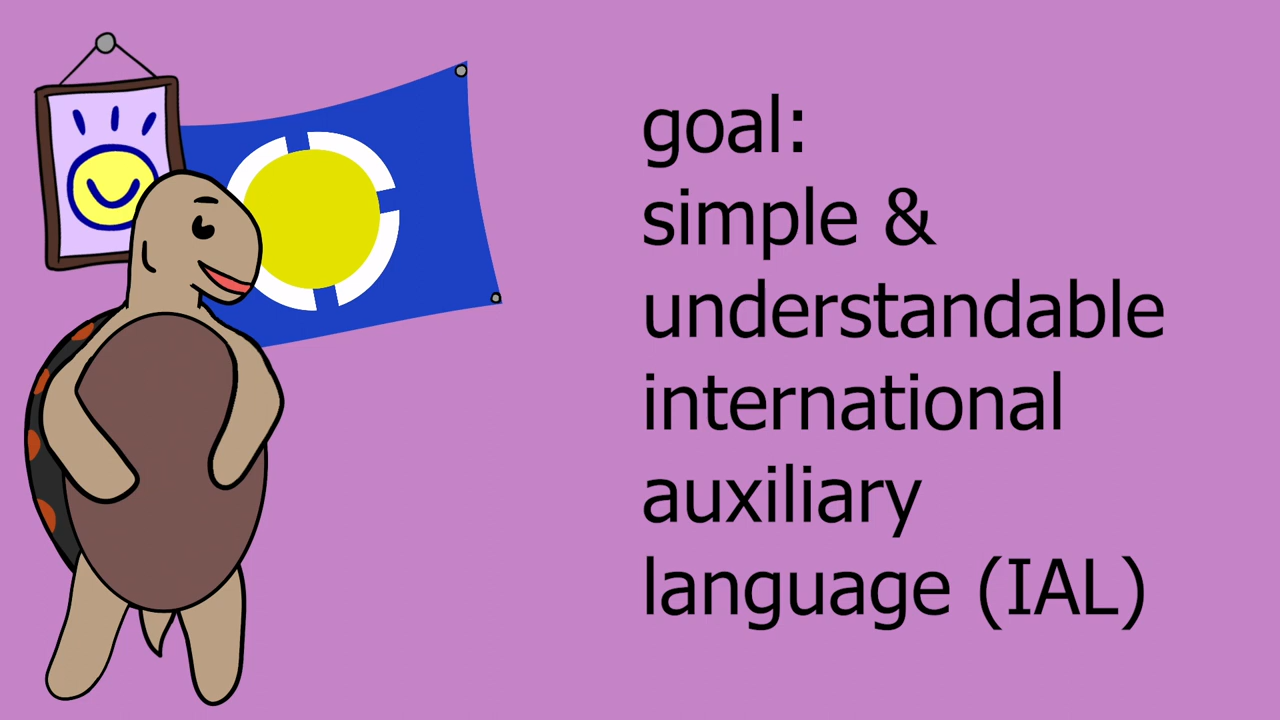 goal:
simple &
understandable
international
auxiliary
language (IAL)